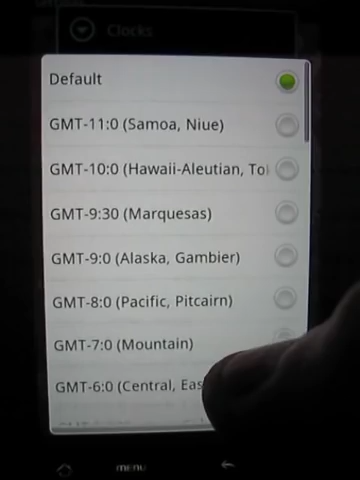 Clocks
Default
GMT-11:0 (Samoa, Niue)
GMT-10:0 (Hawaii-Aleutian, Tol
GMT-9:30 (Marquesas)
GMT-9:0 (Alaska, Gambier)
GMT-8:0 (Pacific, Pitcairn)
GMT-7:0 (Mountain)
GMT-6:0 (Central, Eas
menu